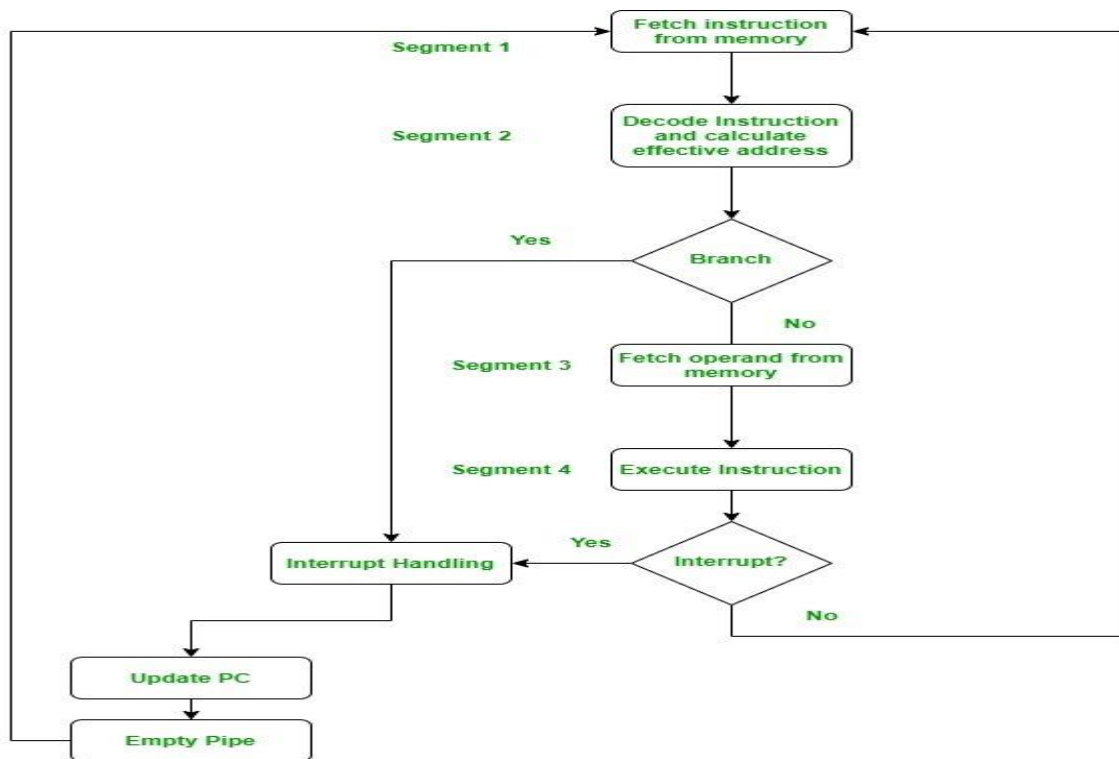 Fetch instruction
from memory
Segment 1
Decode Instruction
and calculate
effective address
Segment 2
Branch
Yes
No
Segment 3
Fetch operand from
memory
Segment 4
Execute Instruction
Interrupt?
Yes
Interrupt Handling
No
Update PC
Empty Pipe